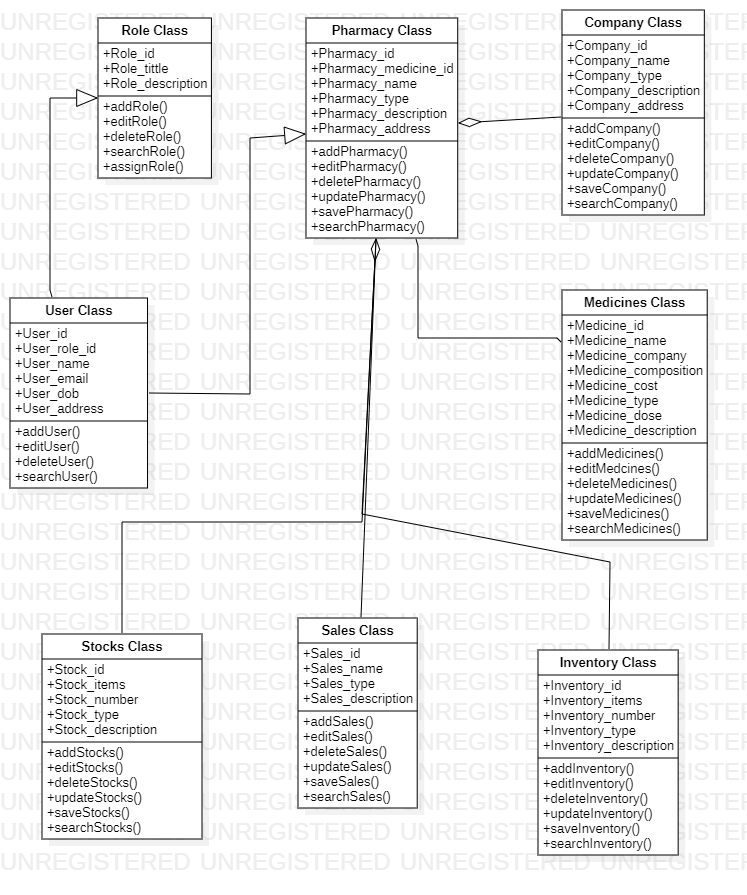 Role Class
+Role_id
+Role_tittle
+Role_description
+addRole()
+editRole()
+deleteRole()
+searchRole()
+assignRole()
Pharmacy Class
+Pharmacy_id
+Pharmacy_medicine_id
+Pharmacy_name
+Pharmacy_type
+Pharmacy_description
+Pharmacy_address
+addPharmacy()
+editPharmacy()
+deletePharmacy()
+updatePharmacy()
+savePharmacy()
+searchPharmacy()
Company Class
+Company_id
+Company_name
+Company_type
+Company_description
+Company_address
+addCompany()
+editCompany()
+deleteCompany()
+updateCompany()
+saveCompany()
+searchCompany()
User Class
+User_id
+User_role_id
+User_name
+User_email
+User_dob
+User_address
+addUser()
+editUser()
+deleteUser()
+searchUser()
Medicines Class
+Medicine_id
+Medicine_name
+Medicine_company
+Medicine_composition
+Medicine_cost
+Medicine_type
+Medicine_dose
+Medicine_description
+addMedicines()
+editMedcines()
+deleteMedicines()
+updateMedicines()
+saveMedicines()
+searchMedicines()
Stocks Class
+Stock_id
+Stock_items
+Stock_number
+Stock_type
+Stock_description
+addStocks()
+editStocks()
+deleteStocks()
+updateStocks()
+saveStocks()
+searchStocks()
Sales Class
+Sales_id
+Sales_name
+Sales_type
+Sales_description
+addSales()
+editSales()
+deleteSales()
+updateSales()
+saveSales()
+searchSales()
Inventory Class
+Inventory_id
+Inventory_items
+Inventory_number
+Inventory_type
+Inventory_description
+addInventory()
+editInventory()
+deleteInventory()
+updateInventory()
+saveInventory()
+searchInventory()
UNREGISTERED